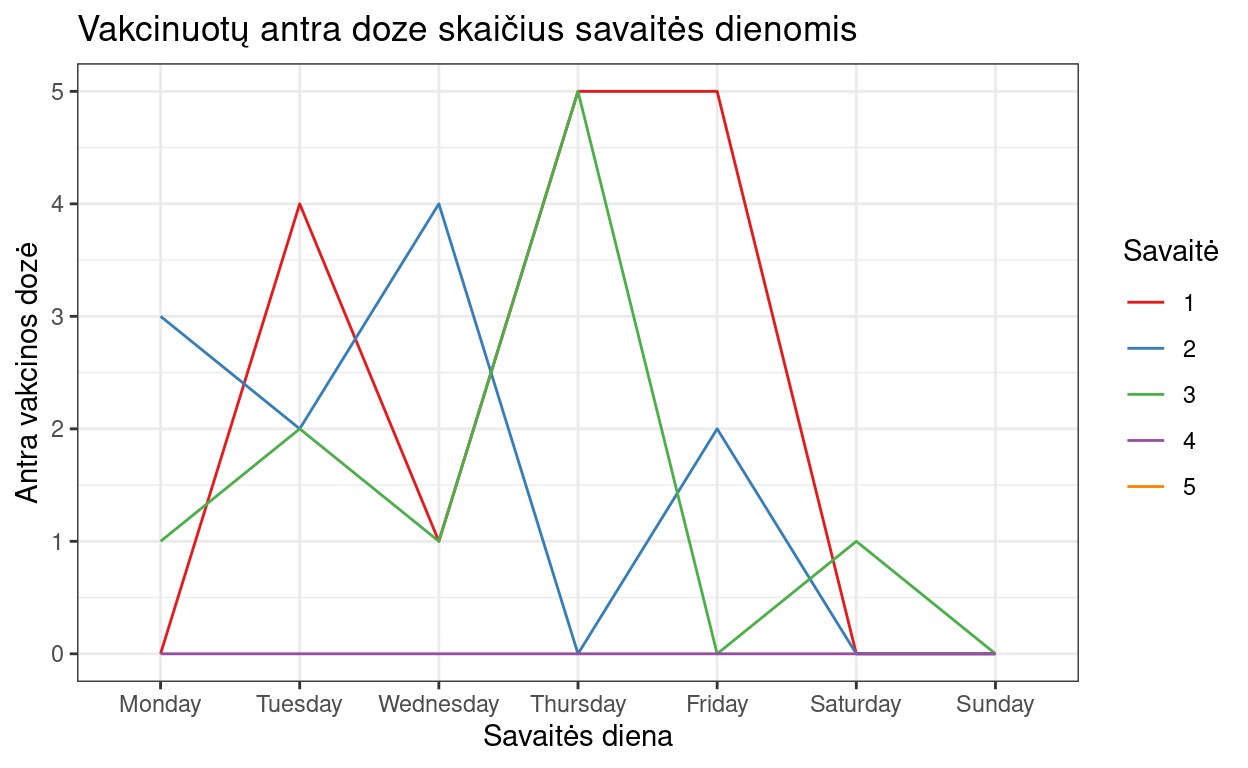 Vakcinuotų antra doze skaičius savaitės dienomis
Antra vakcinos dozė
5
4
3
2
1
0
Monday Tuesday Wednesday Thursday Friday Saturday Sunday
Savaitės diena
Savaitė
1
2
3
4
5